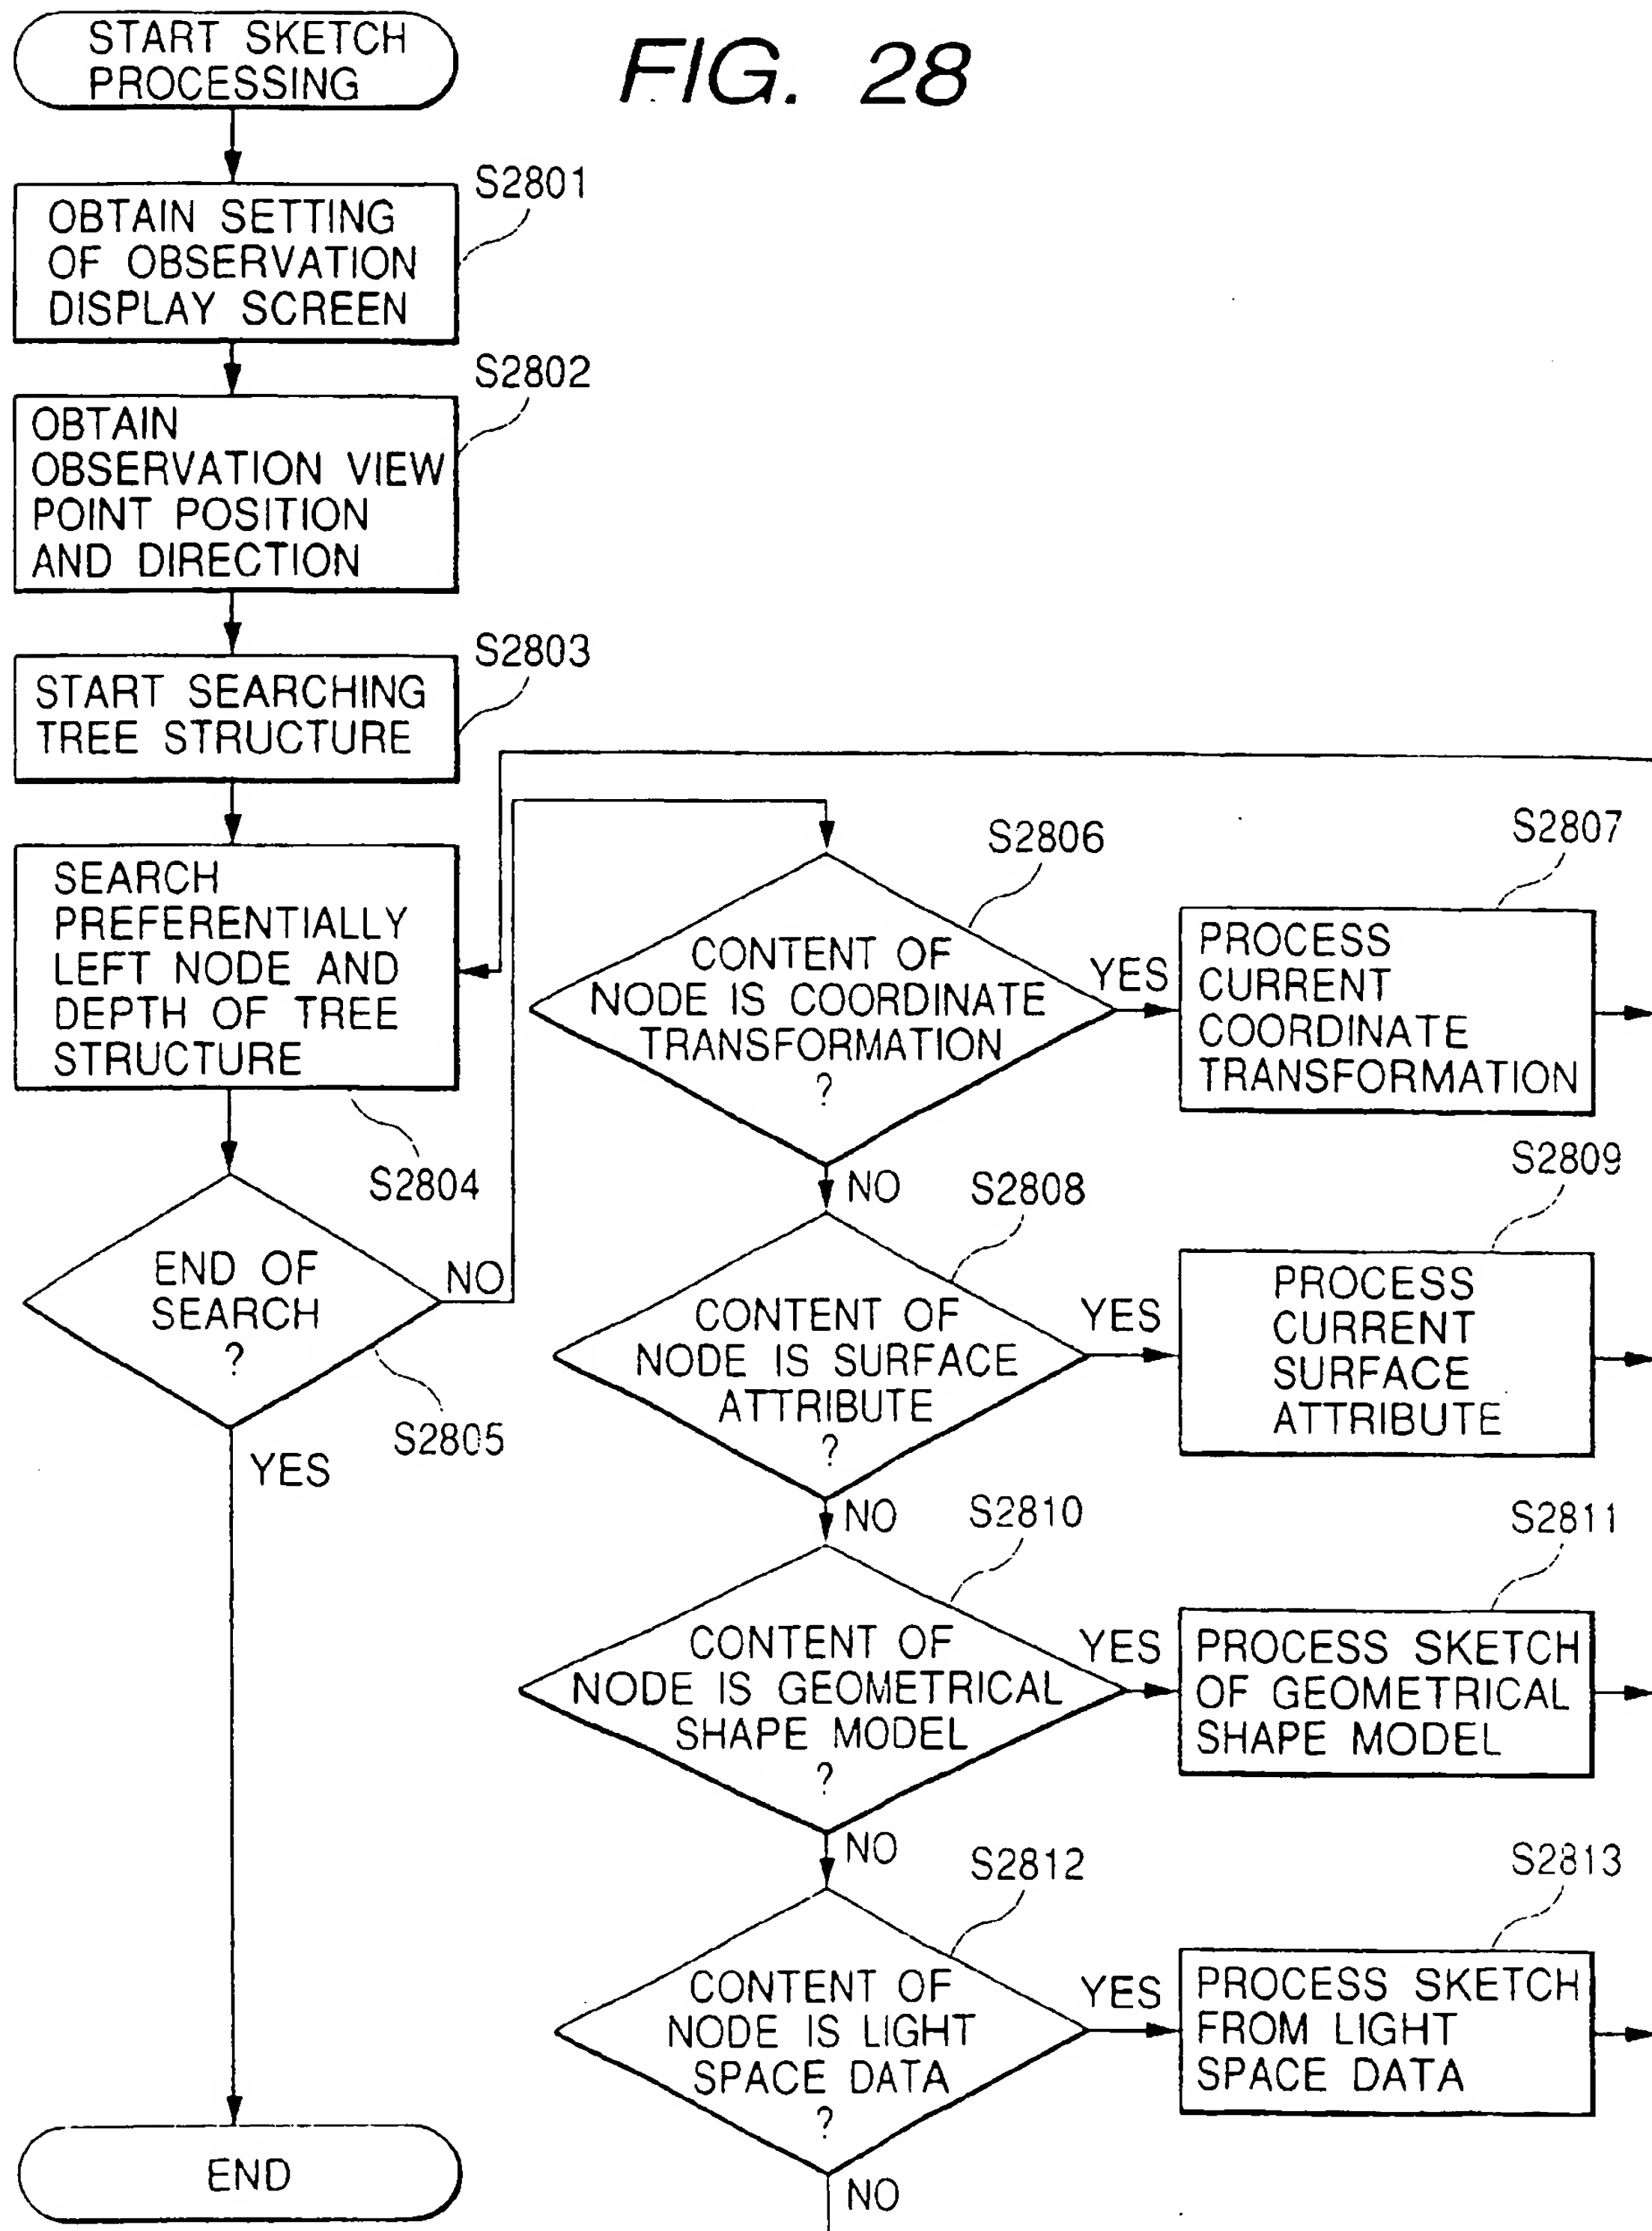 FIG. 28
START SKETCH
PROCESSING
S2801
OBTAIN SETTING
OF OBSERVATION
DISPLAY SCREEN
S2802
OBTAIN
OBSERVATION VIEW
POINT POSITION
AND DIRECTION
S2803
START SEARCHING
TREE STRUCTURE
SEARCH
PREFERENTIALLY
LEFT NODE AND
DEPTH OF TREE
STRUCTURE
S2804
END OF
SEARCH
?
NO
S2805
YES
END
S2806
CONTENT OF
NODE IS COORDINATE
TRANSFORMATION
?
YES
S2807
PROCESS
CURRENT
COORDINATE
TRANSFORMATION
NO
S2808
CONTENT OF
NODE IS SURFACE
ATTRIBUTE
?
YES
S2809
PROCESS
CURRENT
SURFACE
ATTRIBUTE
NO
S2810
CONTENT OF
NODE IS GEOMETRICAL
SHAPE MODEL
?
YES
S2811
PROCESS SKETCH
OF GEOMETRICAL
SHAPE MODEL
NO
S2812
CONTENT OF
NODE IS LIGHT
SPACE DATA
?
YES
S2813
PROCESS SKETCH
FROM LIGHT
SPACE DATA
NO